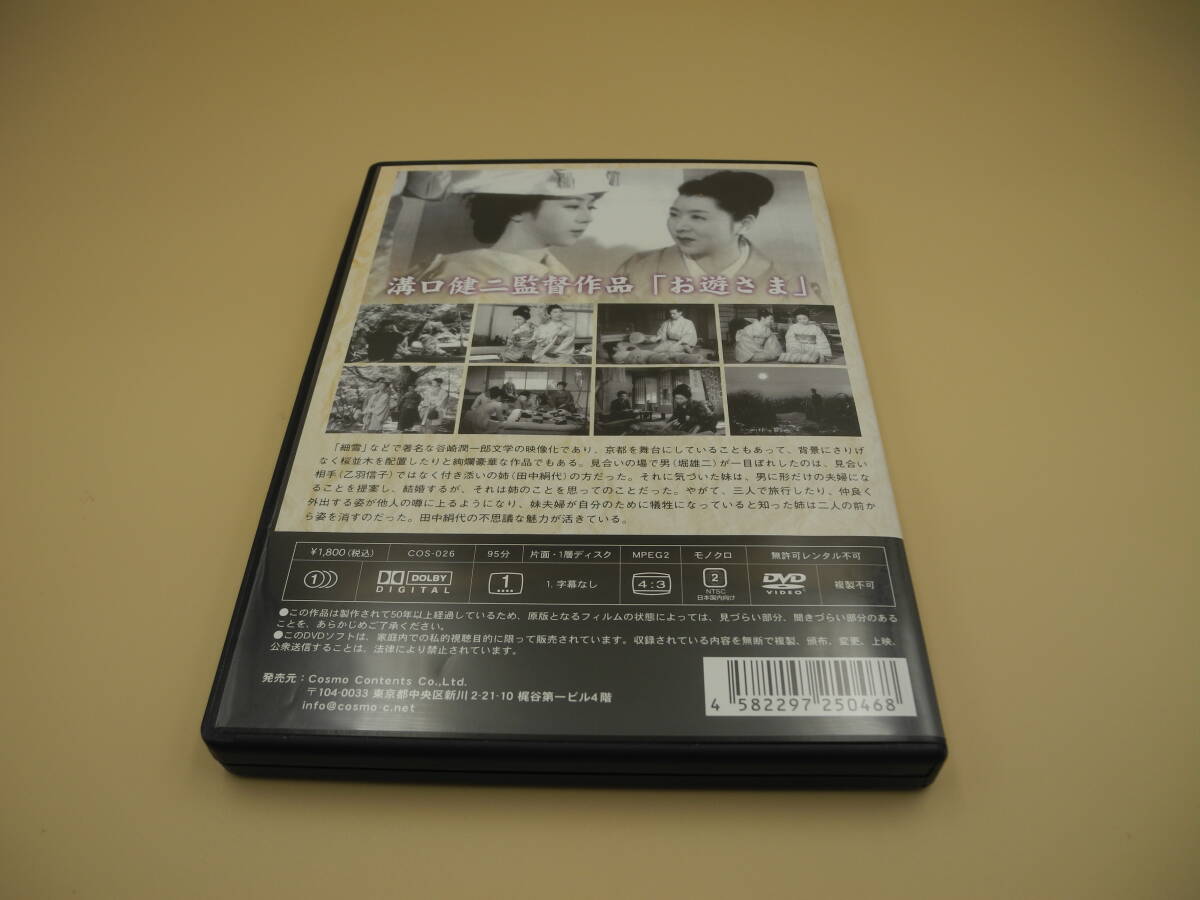 溝口健二監督作品「お遊さま」
「細雪」などで著名な谷崎潤一郎文学の映像化であり、京都を舞台にしていることもあって、背景にさりげ
なく桜並木を配置したりと絢爛豪華な作品でもある。見合いの場で男(堀雄二)が一目ぼれしたのは、見合い
相手(乙羽信子)ではなく付き添いの姉(田中絹代)の方だった。それに気づいた妹は、男に形だけの夫婦にな
ることを提案し、結婚するが、それは姉のことを思ってのことだった。やがて、三人で旅行したり、仲良く
外出する姿が他人の噂に上るようになり、妹夫婦が自分のために犠牲になっていると知った姉は二人の前か
ら姿を消すのだった。田中絹代の不思議な魅力が活きている。
¥1,800(税込) COS-026 95分 片面・1層ディスク MPEG2 モノクロ 無許可レンタル不可
1 DOLBY DIGITAL 1 1. 字幕なし 4:3 2 NTSC 日本国内向け DVD VIDEO 複製不可
●この作品は製作されて50年以上経過しているため、原版となるフィルムの状態によっては、見づらい部分、聞きづらい部分のある
ことを、あらかじめご了承ください。
●このDVDソフトは、家庭内での私的視聴目的に限って販売されています。収録されている内容を無断で複製、頒布、変更、上映、
公衆送信することは、法律により禁止されています。
発売元：Cosmo Contents Co.,Ltd.
〒104-0033 東京都中央区新川2-21-10 梶谷第一ビル4階
info@cosmo-c.net
4 582297 250468